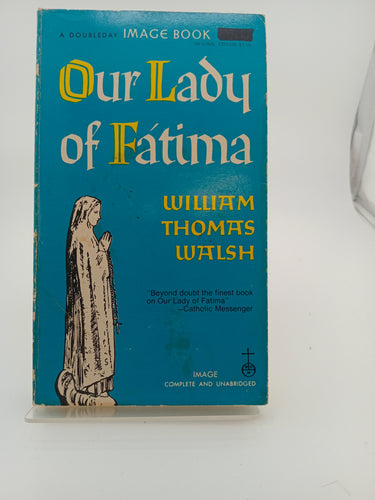 A DOUBLEDAY IMAGE BOOK
Our Lady
of Fátima
WILLIAM
THOMAS
WALSH
"Beyond doubt the finest book
on Our Lady of Fatima"
—Catholic Messenger
IMAGE
COMPLETE AND UNABRIDGED